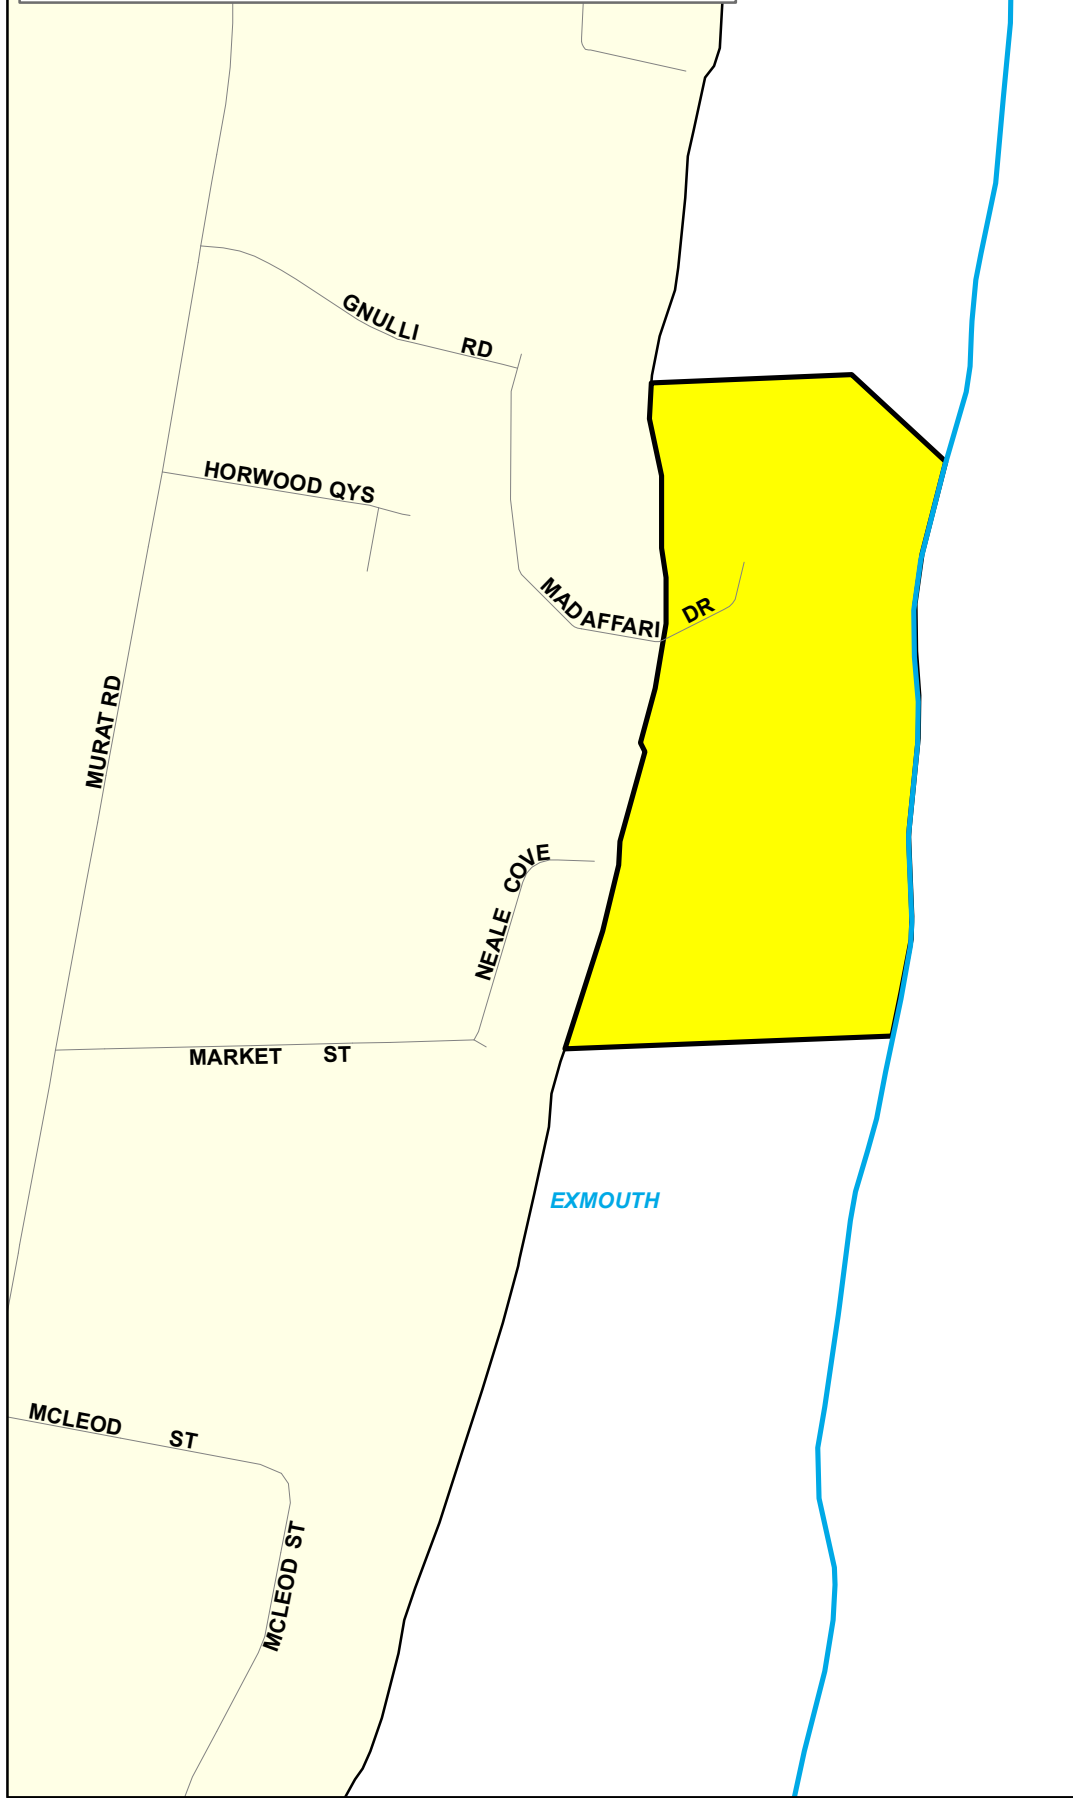 GNULLI RD
HORWOOD QYS
MADAFFARI DR
MURAT RD
NEALE COVE
MARKET ST
EXMOUTH
MCLEOD ST
MCLEOD ST